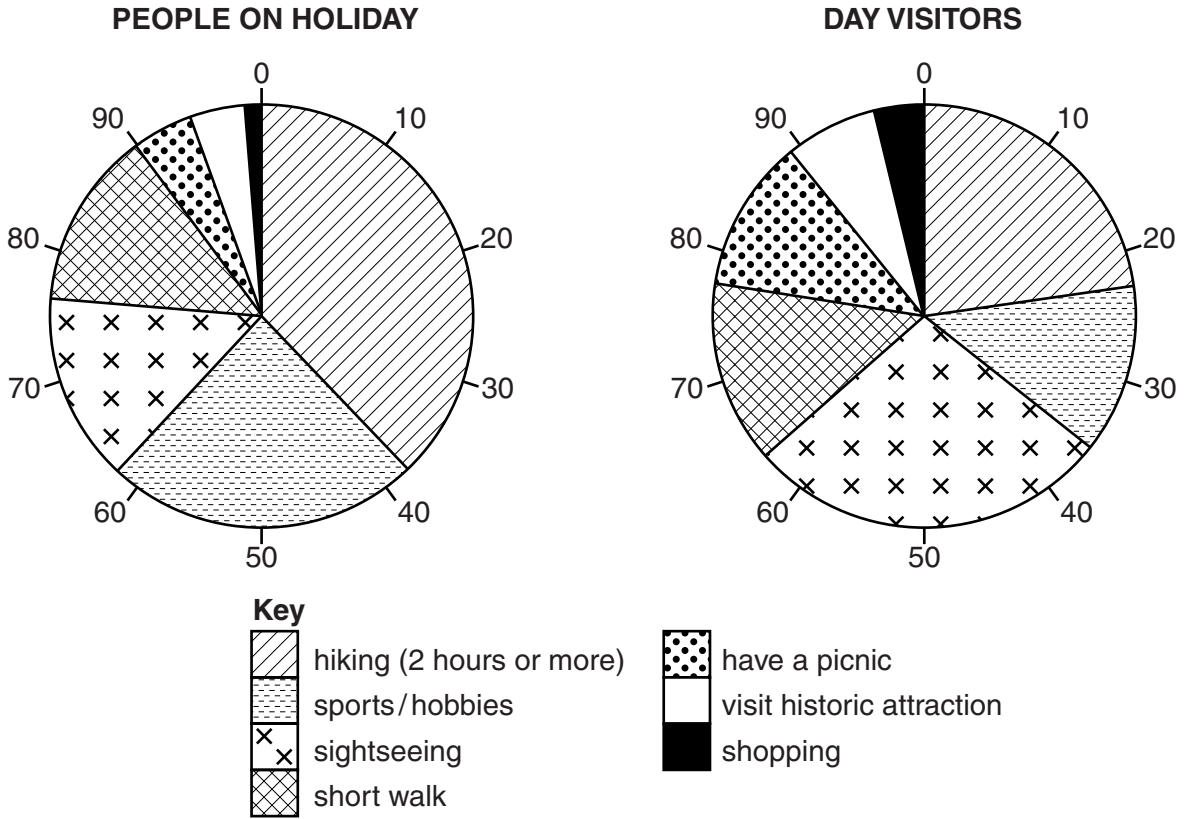 PEOPLE ON HOLIDAY
0
10
20
30
40
50
60
70
80
90
DAY VISITORS
0
10
20
30
40
50
60
70
80
90
Key
hiking (2 hours or more)
sports/hobbies
sightseeing
short walk
have a picnic
visit historic attraction
shopping